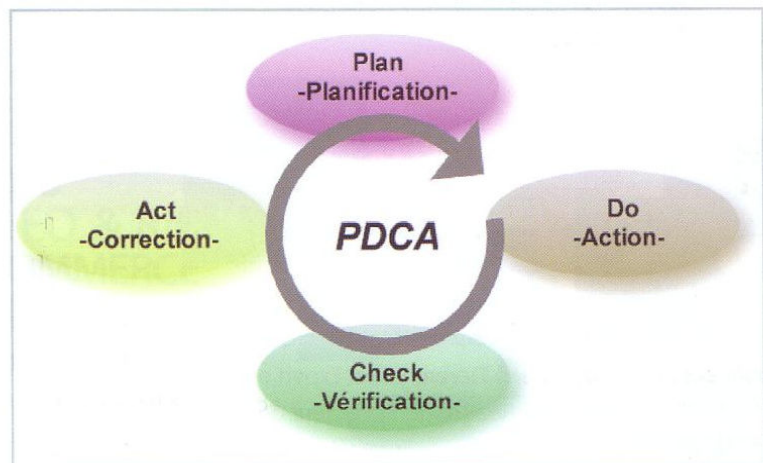 Plan
-Planification-
Act
-Correction-
PDCA
Do
-Action-
Check
-Vérification-